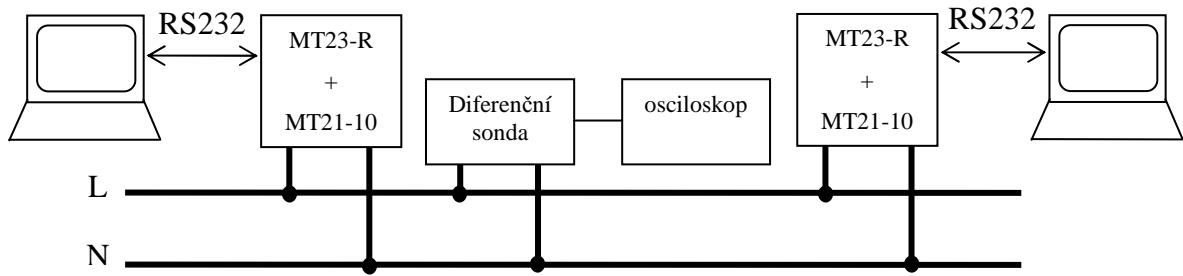 RS232
MT23-R
+
MT21-10
Diferenční
sonda
osciloskop
MT23-R
+
MT21-10
RS232
L
N